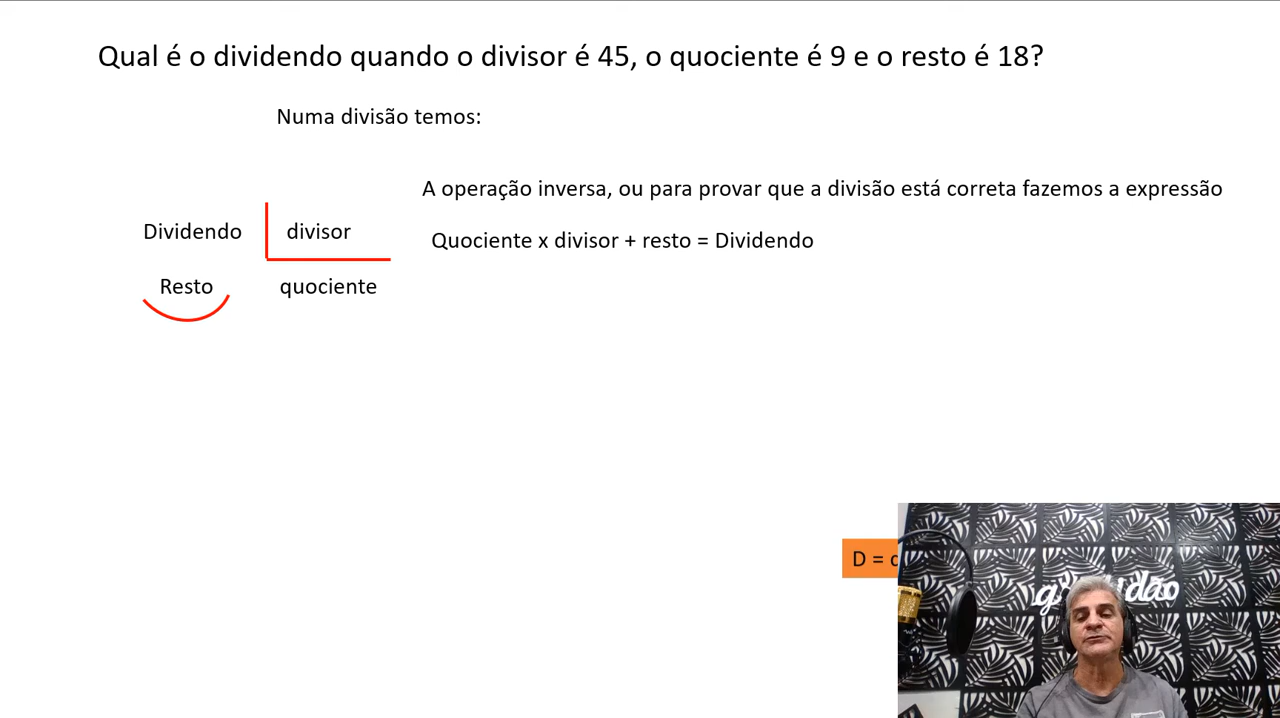 Qual é o dividendo quando o divisor é 45, o quociente é 9 e o resto é 18?
Numa divisão temos:
A operação inversa, ou para provar que a divisão está correta fazemos a expressão
Dividendo divisor
Quociente x divisor + resto = Dividendo
Resto quociente
D =